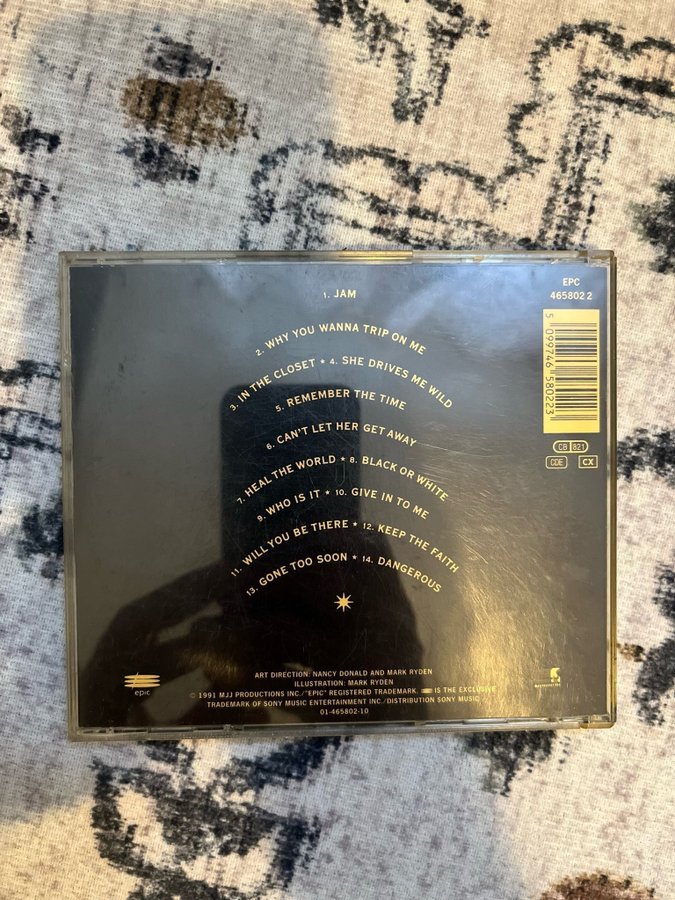 EPC
465802 2
1. JAM
2. WHY YOU WANNA TRIP ON ME
3. IN THE CLOSET * 4. SHE DRIVES ME WILD
5. REMEMBER THE TIME
6. CAN'T LET HER GET AWAY
7. HEAL THE WORLD * 8. BLACK OR WHITE
9. WHO IS IT * 10. GIVE IN TO ME
11. WILL YOU BE THERE * 12. KEEP THE FAITH
13. GONE TOO SOON * 14. DANGEROUS
5 099746 580223
CB 821
CDE CX
epic
ART DIRECTION: NANCY DONALD AND MARK RYDEN
ILLUSTRATION: MARK RYDEN
© 1991 MJJ PRODUCTIONS INC./"EPIC" REGISTERED TRADEMARK. IS THE EXCLUSIVE
TRADEMARK OF SONY MUSIC ENTERTAINMENT INC./DISTRIBUTION SONY MUSIC
01-465802-10